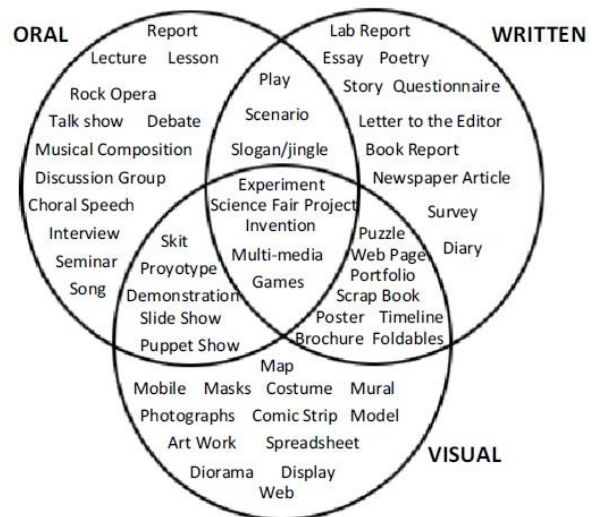 ORAL
WRITTEN
Report
Lecture Lesson
Rock Opera
Talk show Debate
Musical Composition
Discussion Group
Choral Speech
Interview
Seminar
Song
Play
Scenario
Slogan/jingle
Lab Report
Essay Poetry
Story Questionnaire
Letter to the Editor
Book Report
Newspaper Article
Survey
Diary
Experiment
Science Fair Project
Invention
Multi-media
Games
Skit
Proyotype
Demonstration
Slide Show
Puppet Show
Puzzle
Web Page
Portfolio
Scrap Book
Poster Timeline
Brochure Foldables
Map
Mobile Masks Costume Mural
Photographs Comic Strip Model
Art Work Spreadsheet
Diorama Display
Web
VISUAL